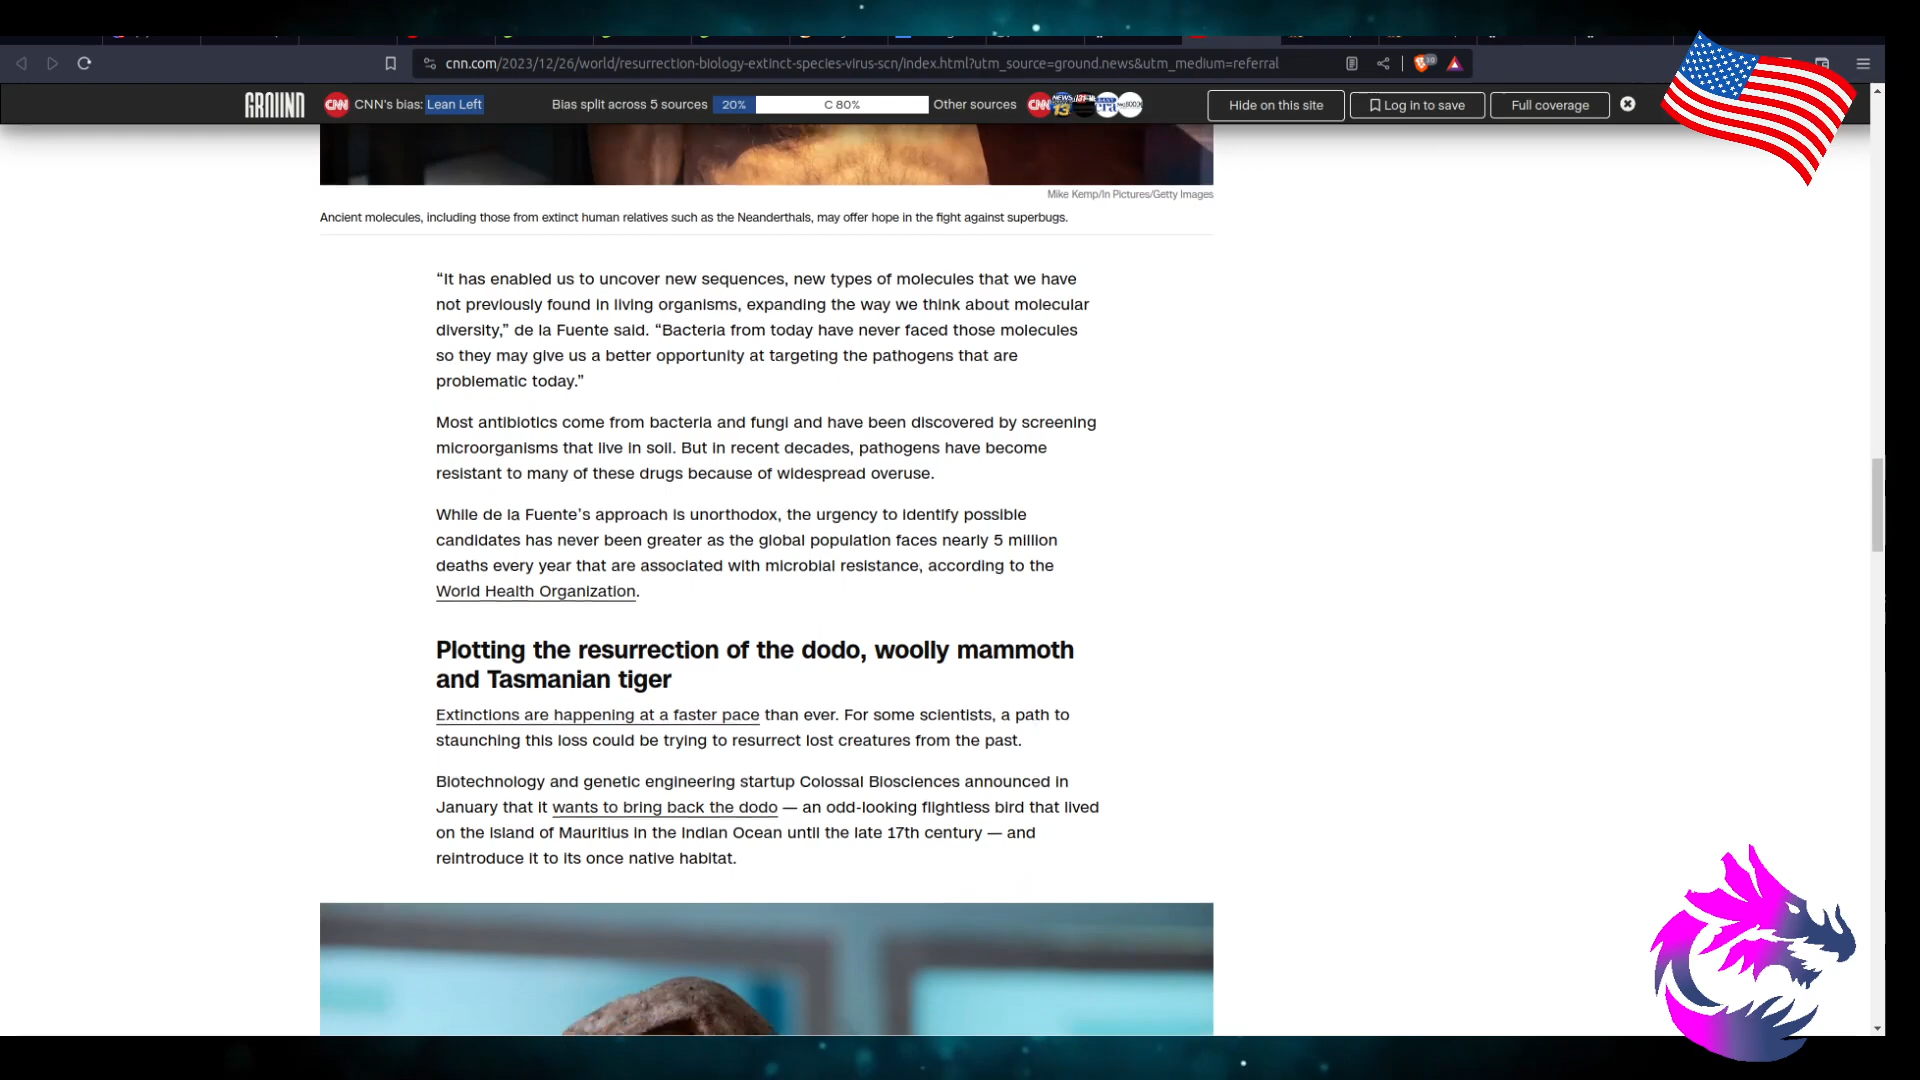 cnn.com/2023/12/26/world/resurrection-biology-extinct-species-virus-scn/index.html?utm_source=ground.news&utm_medium=referral
GROUND CNN CNN's bias: Lean Left Bias split across 5 sources 20% C 80% Other sources CNN Hide on this site Log in to save Full coverage
Mike Kemp/In Pictures/Getty Images
Ancient molecules, including those from extinct human relatives such as the Neanderthals, may offer hope in the fight against superbugs.
“It has enabled us to uncover new sequences, new types of molecules that we have
not previously found in living organisms, expanding the way we think about molecular
diversity,” de la Fuente said. “Bacteria from today have never faced those molecules
so they may give us a better opportunity at targeting the pathogens that are
problematic today.”
Most antibiotics come from bacteria and fungi and have been discovered by screening
microorganisms that live in soil. But in recent decades, pathogens have become
resistant to many of these drugs because of widespread overuse.
While de la Fuente's approach is unorthodox, the urgency to identify possible
candidates has never been greater as the global population faces nearly 5 million
deaths every year that are associated with microbial resistance, according to the
World Health Organization.
Plotting the resurrection of the dodo, woolly mammoth
and Tasmanian tiger
Extinctions are happening at a faster pace than ever. For some scientists, a path to
staunching this loss could be trying to resurrect lost creatures from the past.
Biotechnology and genetic engineering startup Colossal Biosciences announced in
January that it wants to bring back the dodo — an odd-looking flightless bird that lived
on the island of Mauritius in the Indian Ocean until the late 17th century — and
reintroduce it to its once native habitat.